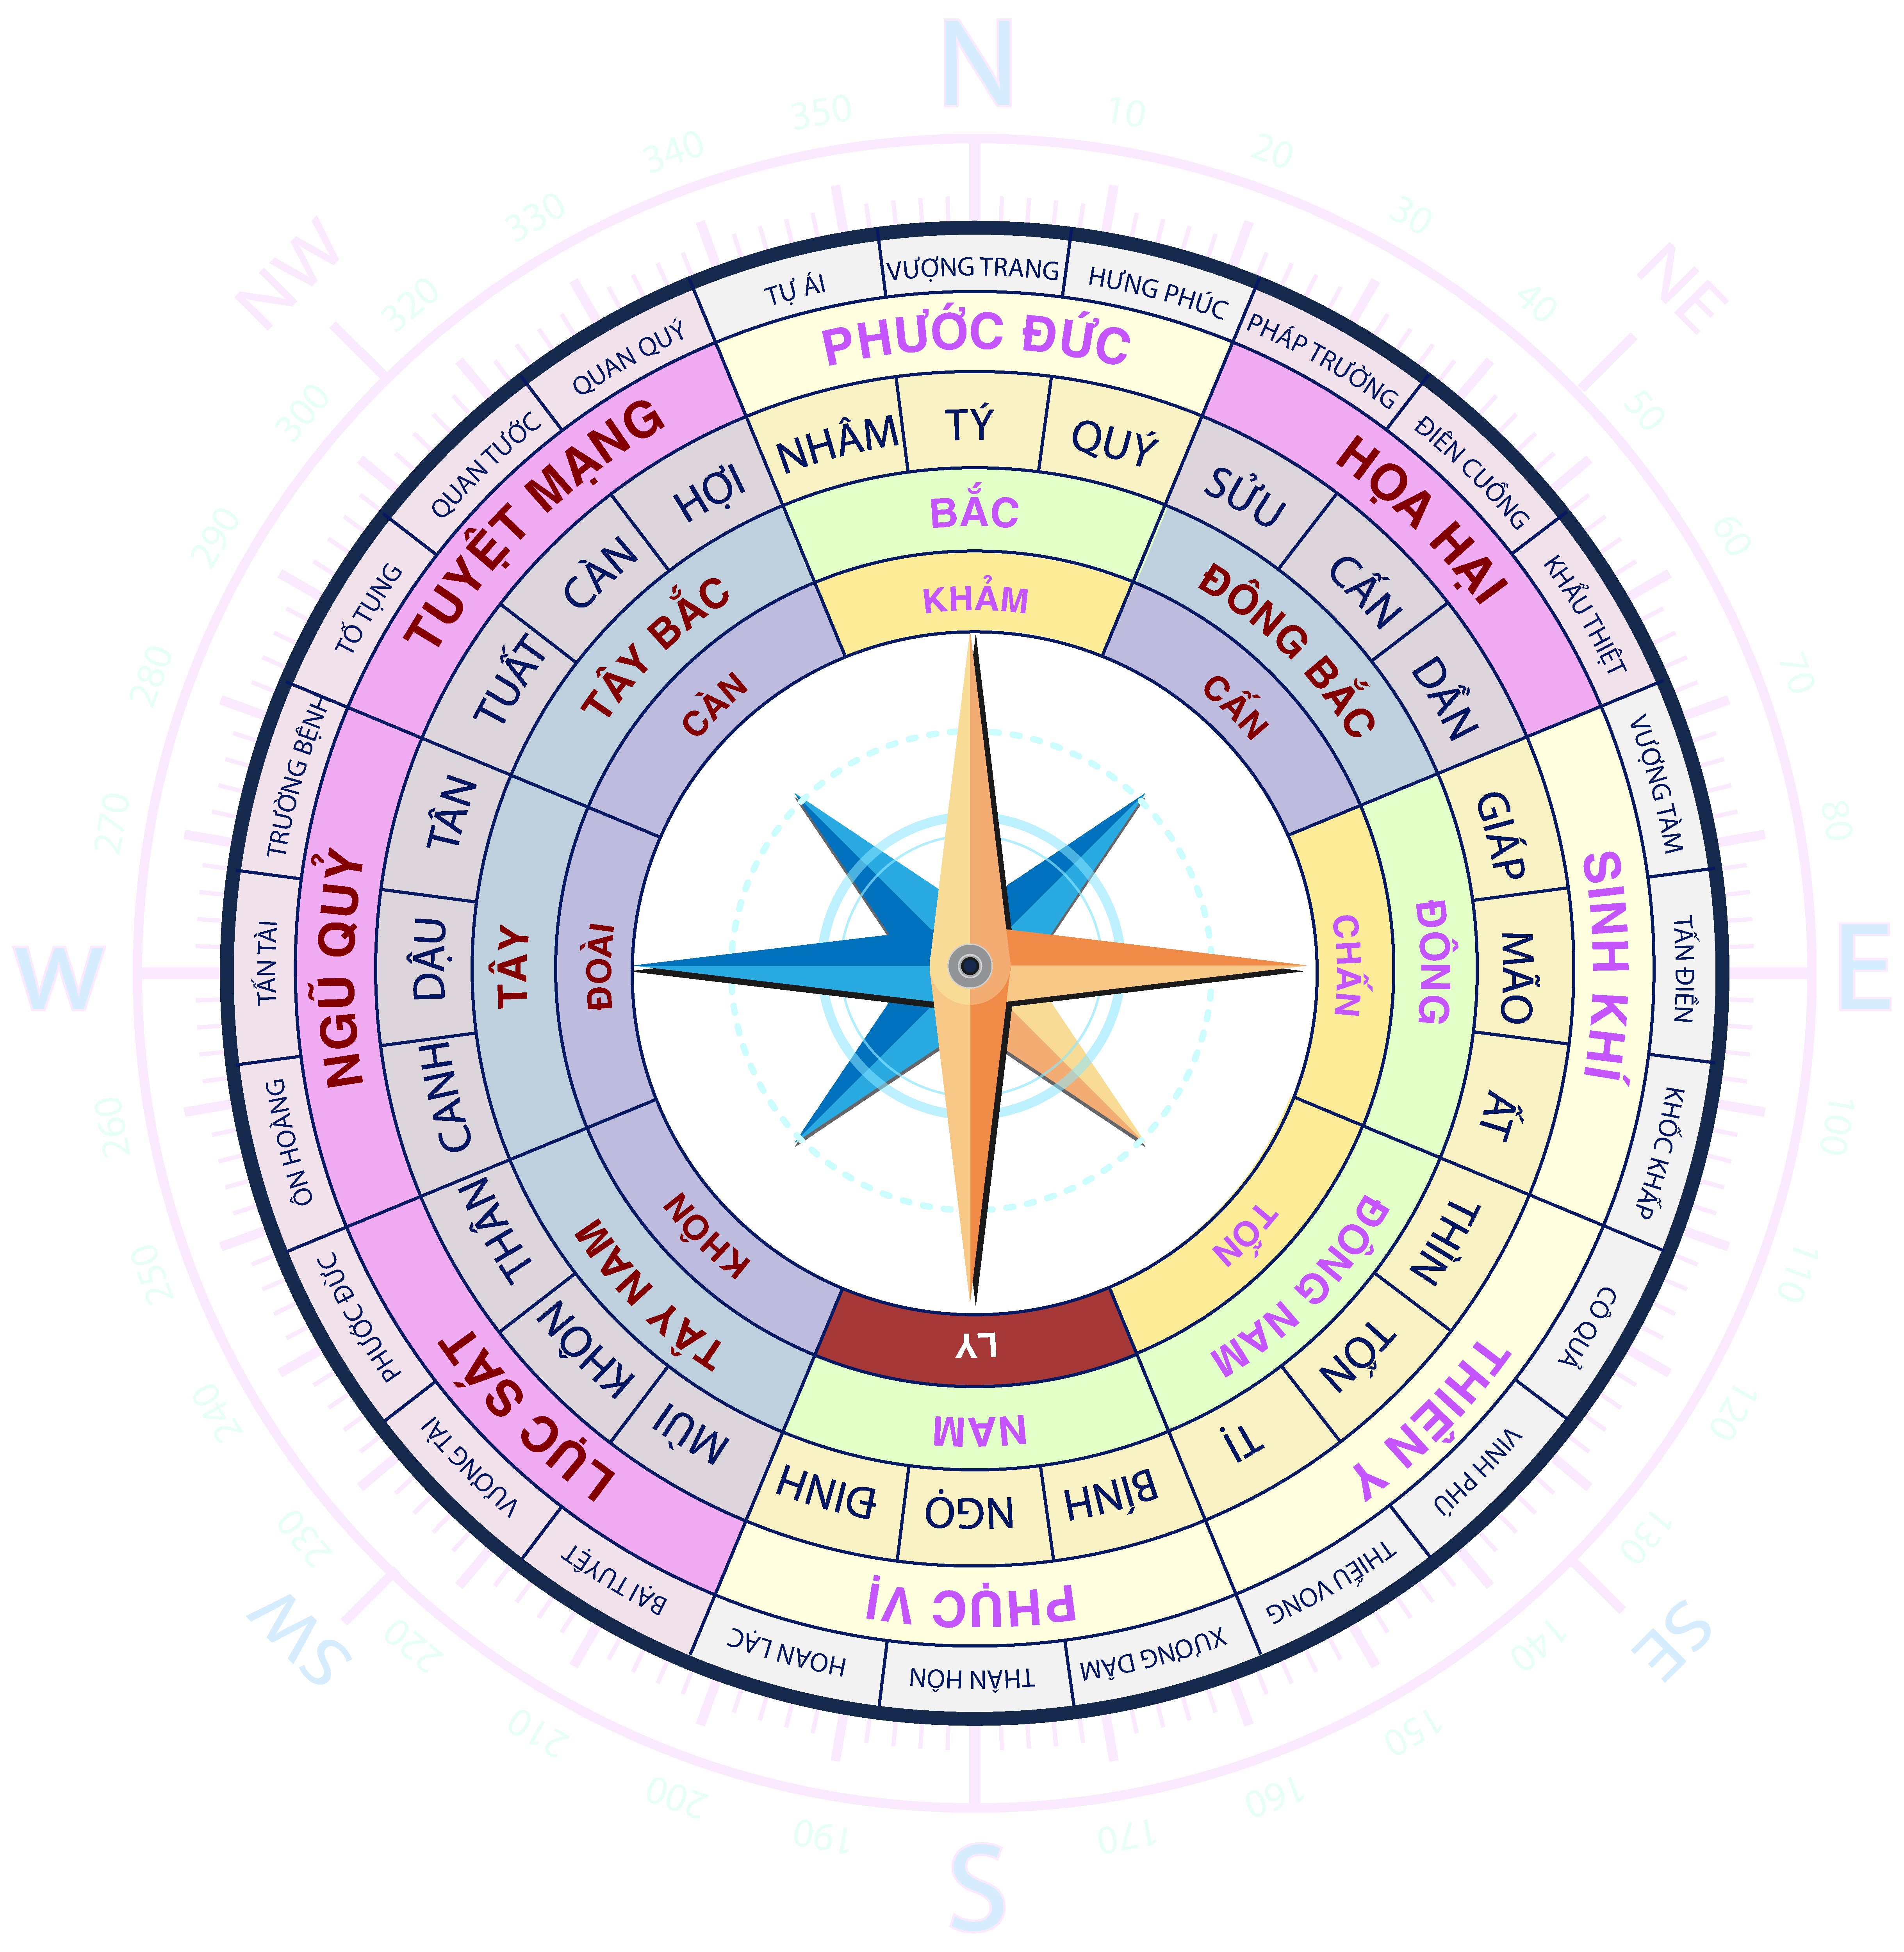 N
NE
E
SE
S
SW
W
NW
10
20
30
40
50
60
70
80
100
110
120
130
140
150
160
170
190
200
210
220
230
240
250
260
270
280
290
300
320
330
340
350
TỰ ÁI
VƯỢNG TRANG
HƯNG PHÚC
PHÁP TRƯỜNG
ĐIÊN CUỒNG
KHẨU THIỆT
VƯỢNG TÀM
TẤN ĐIỀN
KHỐC KHẤP
CÔ QUẢ
VINH PHÚ
THIẾU VONG
XƯƠNG DÂM
THÂN HÔN
HOAN LẠC
BẠI TUYỆT
VƯỢNG TÀI
PHƯỚC ĐỨC
ÔN HOÀNG
TẤN TÀI
TRƯỜNG BỆNH
TỐ TỤNG
QUAN TƯỚC
QUAN QUÝ
PHƯỚC ĐỨC
HỌA HẠI
SINH KHÍ
THIÊN Y
PHỤC VỊ
LỤC SÁT
NGŨ QUỶ
TUYỆT MẠNG
NHÂM
TÝ
QUÝ
SỬU
CẤN
DẦN
GIÁP
MÃO
ẤT
THÌN
TỐN
TỊ
BÍNH
NGỌ
ĐINH
MÙI
KHÔN
THÂN
CANH
DẬU
TÂN
TUẤT
CÀN
HỢI
BẮC
ĐÔNG BẮC
ĐÔNG
ĐÔNG NAM
NAM
TÂY NAM
TÂY
TÂY BẮC
KHẢM
CẤN
CHẤN
TỐN
LY
KHÔN
ĐOÀI
CÀN